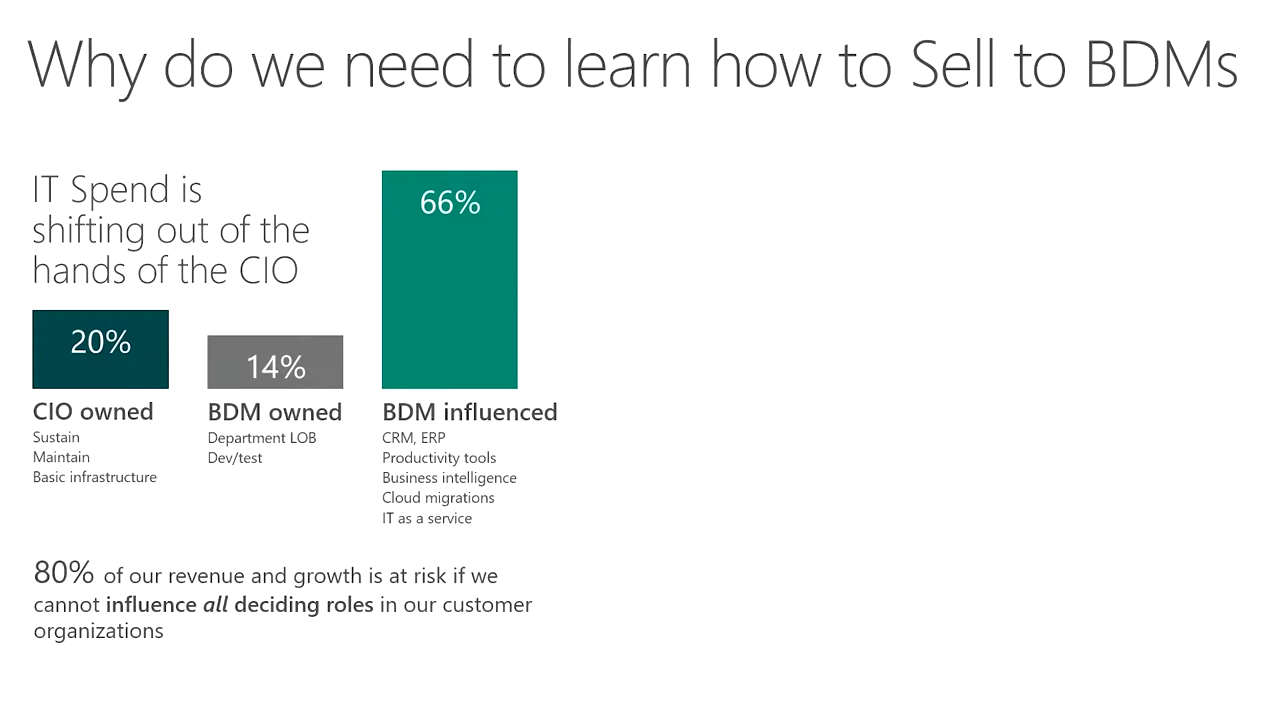 Why do we need to learn how to Sell to BDMs
IT Spend is
shifting out of the
hands of the CIO
20%
14%
66%
CIO owned
Sustain
Maintain
Basic infrastructure
BDM owned
Department LOB
Dev/test
BDM influenced
CRM, ERP
Productivity tools
Business intelligence
Cloud migrations
IT as a service
80% of our revenue and growth is at risk if we
cannot influence all deciding roles in our customer
organizations